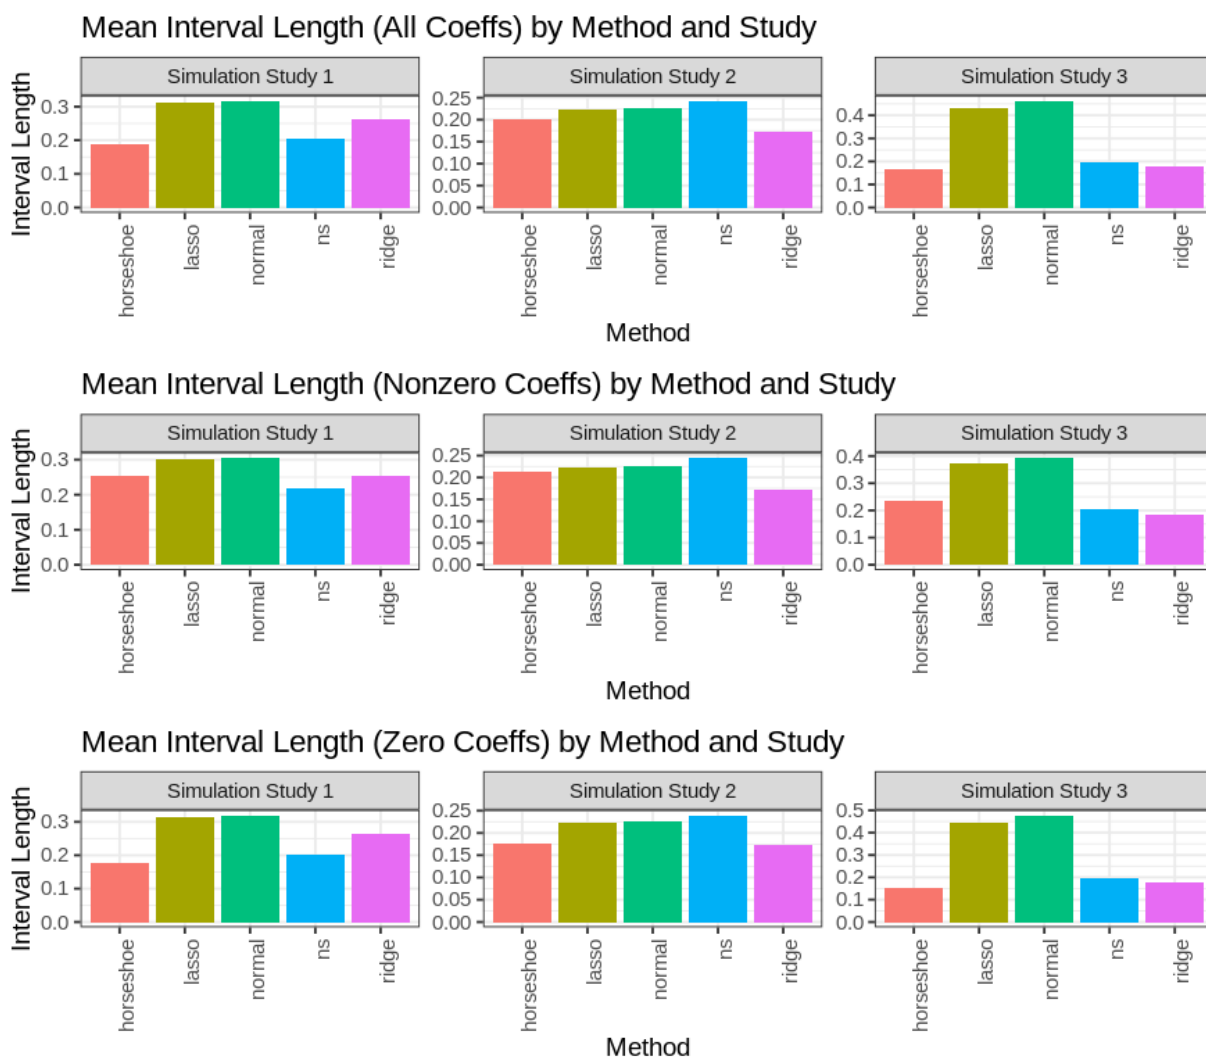 Mean Interval Length (All Coeffs) by Method and Study
Simulation Study 1
Simulation Study 2
Simulation Study 3
Interval Length
0.3
0.2
0.1
0.0
0.25
0.20
0.15
0.10
0.05
0.00
0.4
0.3
0.2
0.1
0.0
horseshoe
lasso
normal
ns
ridge
horseshoe
lasso
normal
ns
ridge
horseshoe
lasso
normal
ns
ridge
Method
Mean Interval Length (Nonzero Coeffs) by Method and Study
Simulation Study 1
Simulation Study 2
Simulation Study 3
Interval Length
0.3
0.2
0.1
0.0
0.25
0.20
0.15
0.10
0.05
0.00
0.4
0.3
0.2
0.1
0.0
horseshoe
lasso
normal
ns
ridge
horseshoe
lasso
normal
ns
ridge
horseshoe
lasso
normal
ns
ridge
Method
Mean Interval Length (Zero Coeffs) by Method and Study
Simulation Study 1
Simulation Study 2
Simulation Study 3
Interval Length
0.3
0.2
0.1
0.0
0.25
0.20
0.15
0.10
0.05
0.00
0.5
0.4
0.3
0.2
0.1
0.0
horseshoe
lasso
normal
ns
ridge
horseshoe
lasso
normal
ns
ridge
horseshoe
lasso
normal
ns
ridge
Method